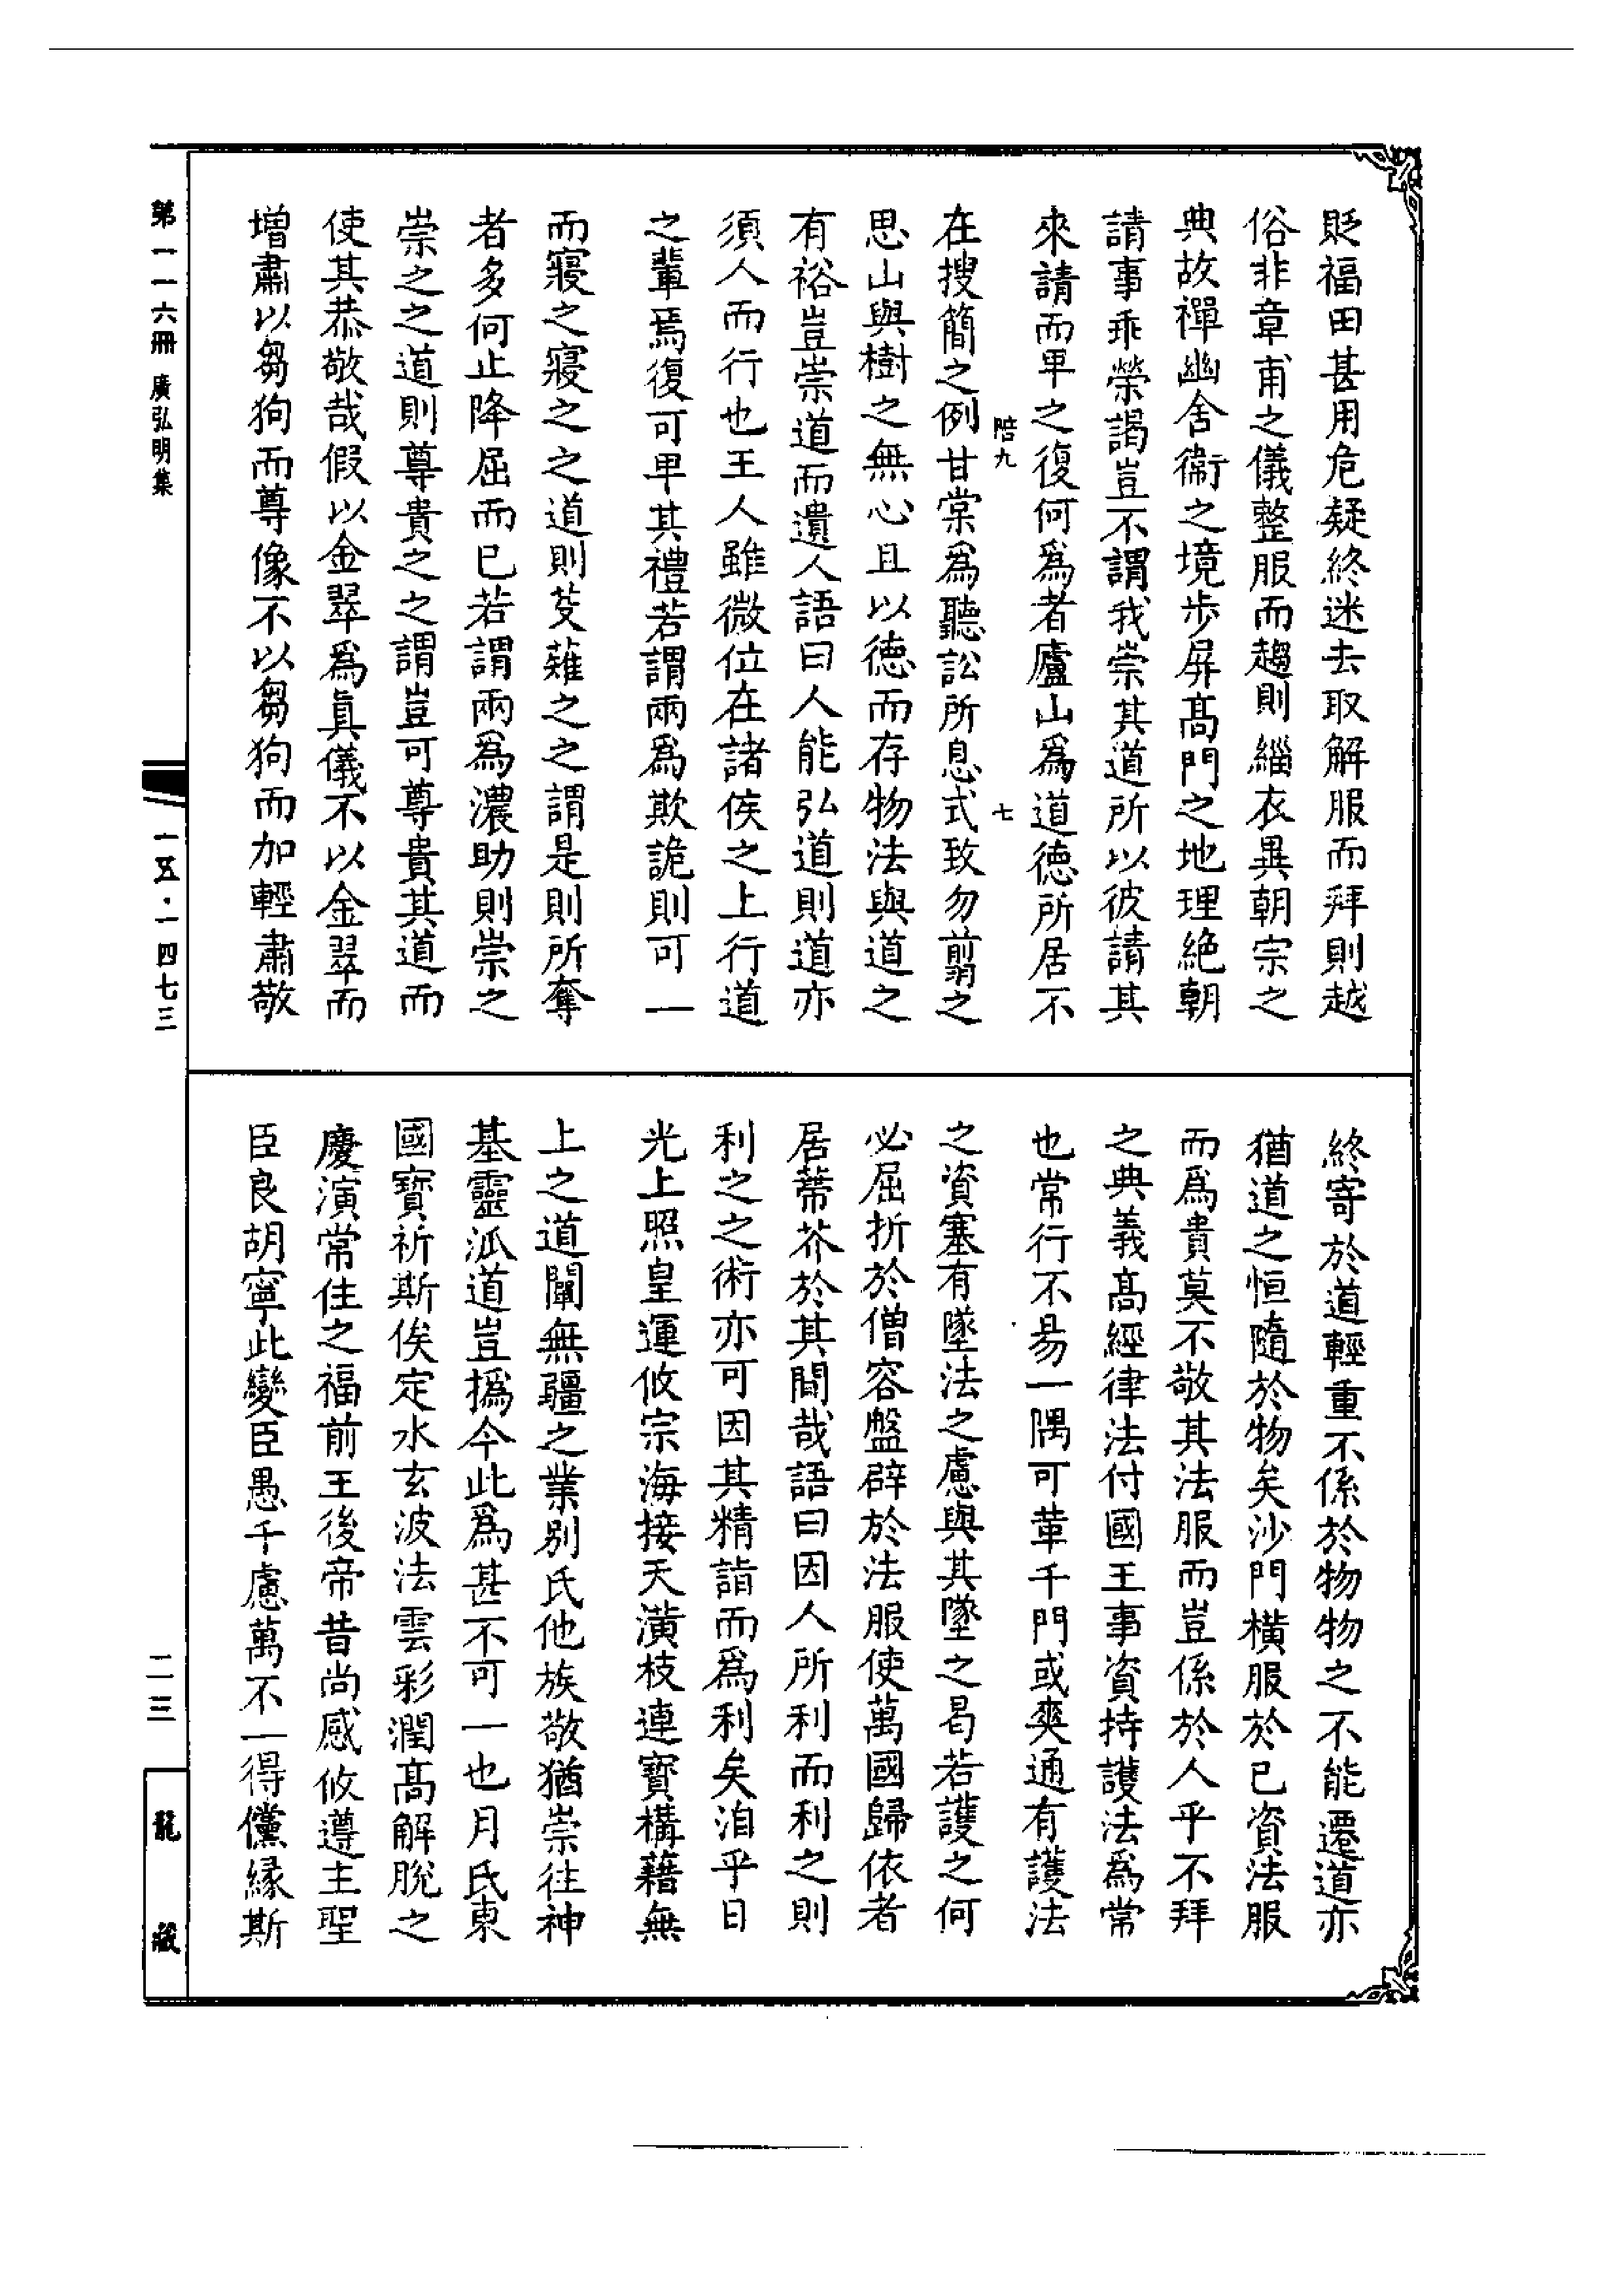 貶福田甚用危疑終迷去取解服而拜則越
俗非章甫之儀整服而趨則緇衣異朝宗之
典故禪幽舍衞之境步屏髙門之地理絶朝
請事乖榮謁豈不謂我崇其道所以彼請其
來請而卑之復何爲者廬山爲道德所居不
陪九 七
在搜簡之例甘棠爲聽訟所息式致勿翦之
思山與樹之無心且以德而存物法與道之
有裕豈崇道而遺人語曰人能弘道則道亦
須人而行也王人雖微位在諸侯之上行道
之輩焉復可卑其禮若謂兩爲欺詭則可一
而寢之寢之之道則芟薙之之謂是則所奪
者多何止降屈而已若謂兩爲濃助則崇之
崇之之道則尊貴之之謂豈可尊貴其道而
使其恭敬哉假以金翠爲眞儀不以金翠而
増肅以芻狗而尊像不以芻狗而加輕肅敬
終寄於道輕重不係於物物之不能遷道亦
猶道之恒隨於物矣沙門橫服於已資法服
而爲貴莫不敬其法服而豈係於人乎不拜
之典義髙經律法付國王事資持護法爲常
也常行不易一隅可革千門或爽通有護法
之資塞有墜法之慮與其墜之曷若護之何
必屈折於僧容盤辟於法服使萬國歸依者
居蔕芥於其間哉語曰因人所利而利之則
利之之術亦可因其精詣而爲利矣洎乎日
光上照皇運攸宗海接天潢枝連寶構藉無
上之道闡無疆之業别氏他族敬猶崇往神
基靈派道豈撝今此爲甚不可一也月氏東
國寳祈斯俟定水玄波法雲彩潤髙解脫之
慶演常住之福前王後帝昔尚感攸遵主聖
臣良胡寧此變臣愚千慮萬不一得儻縁斯
第一一六冊 廣弘明集
一五·一四七三
二三
龍藏